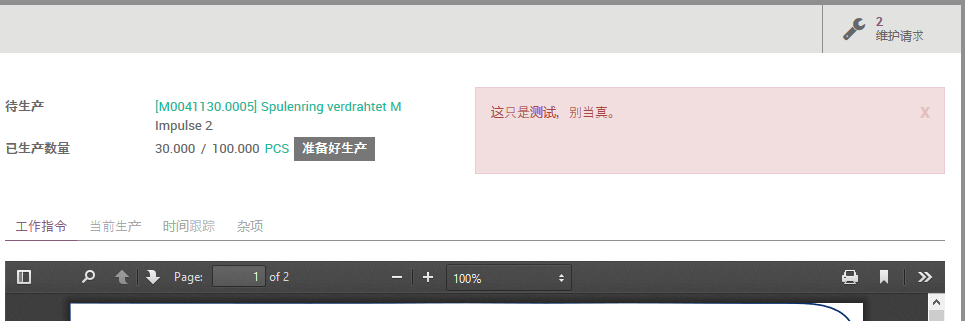 2
维护请求
待生产
[M0041130.0005] Spulenring verdrahtet M
Impulse 2
已生产数量
30.000 / 100.000 PCS 准备好生产
这只是测试，别当真。
x
工作指令 当前生产 时间跟踪 杂项
Page: 1 of 2
100%